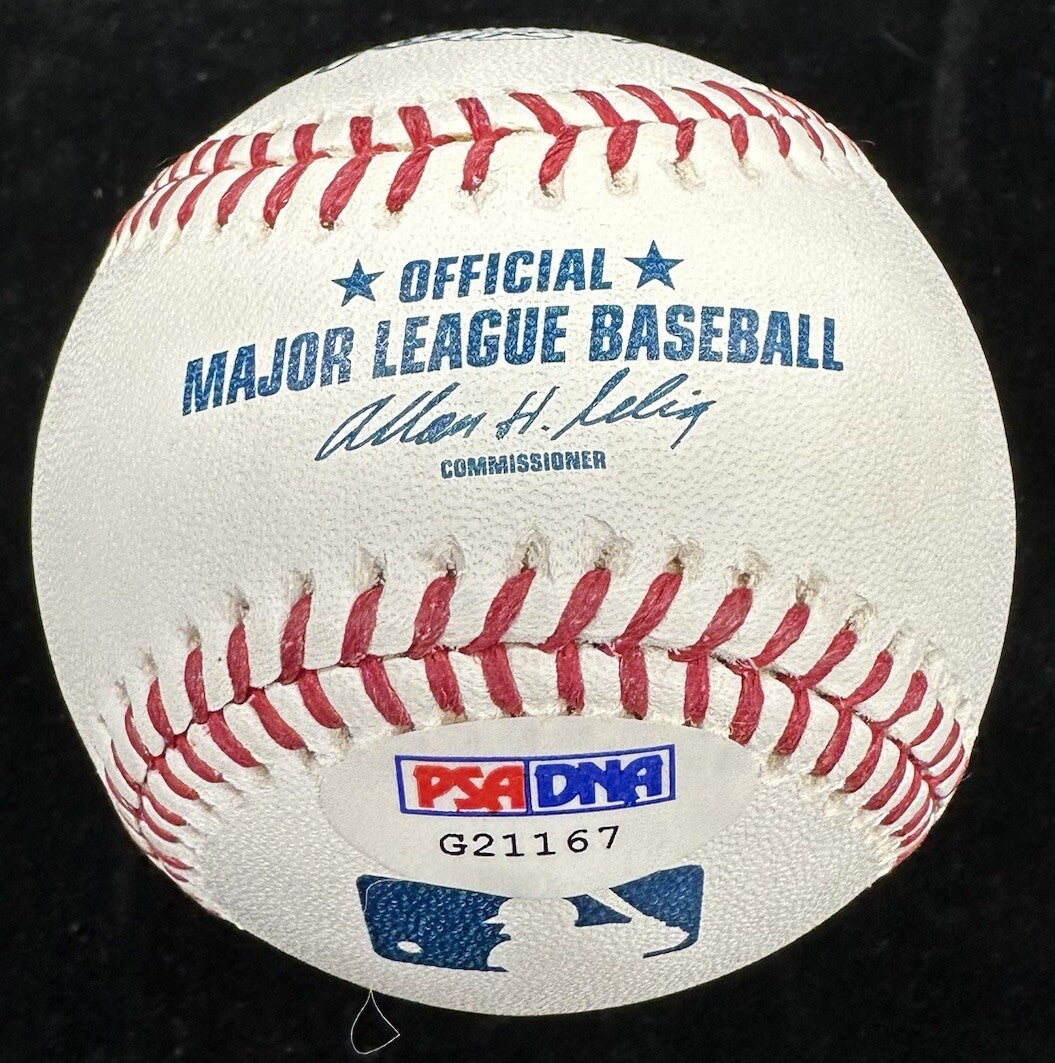 ★ OFFICIAL ★
MAJOR LEAGUE BASEBALL
Allan H. Selig
COMMISSIONER
PSA DNA
G21167